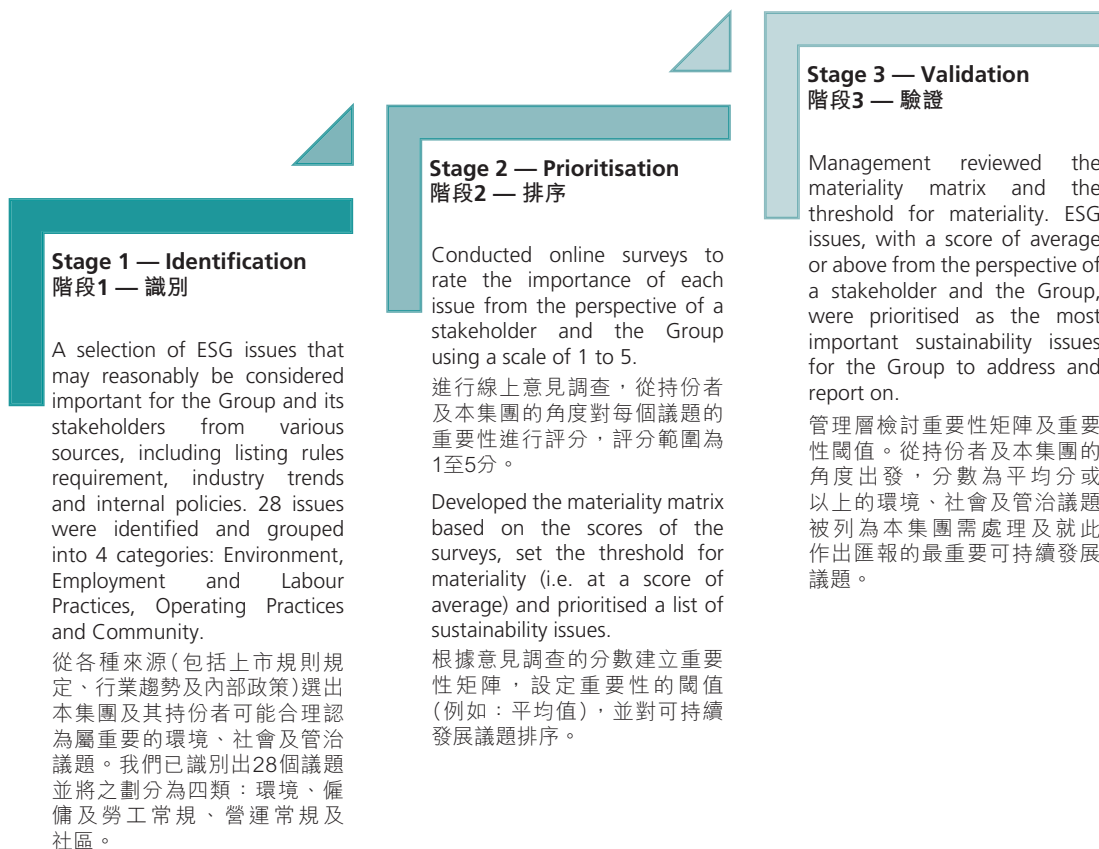 Stage 1 — Identification
階段1 — 識別
A selection of ESG issues that
may reasonably be considered
important for the Group and its
stakeholders from various
sources, including listing rules
requirement, industry trends
and internal policies. 28 issues
were identified and grouped
into 4 categories: Environment,
Employment and Labour
Practices, Operating Practices
and Community.
從各種來源(包括上市規則規
定、行業趨勢及內部政策)選出
本集團及其持份者可能合理認
為屬重要的環境、社會及管治
議題。我們已識別出28個議題
並將之劃分為四類：環境、僱
傭及勞工常規、營運常規及
社區。
Stage 2 — Prioritisation
階段2 — 排序
Conducted online surveys to
rate the importance of each
issue from the perspective of a
stakeholder and the Group
using a scale of 1 to 5.
進行線上意見調查，從持份者
及本集團的角度對每個議題的
重要性進行評分，評分範圍為
1至5分。
Developed the materiality matrix
based on the scores of the
surveys, set the threshold for
materiality (i.e. at a score of
average) and prioritised a list of
sustainability issues.
根據意見調查的分數建立重要
性矩陣，設定重要性的閾值
(例如：平均值)，並對可持續
發展議題排序。
Stage 3 — Validation
階段3 — 驗證
Management reviewed the
materiality matrix and the
threshold for materiality. ESG
issues, with a score of average
or above from the perspective of
a stakeholder and the Group,
were prioritised as the most
important sustainability issues
for the Group to address and
report on.
管理層檢討重要性矩陣及重要
性閾值。從持份者及本集團的
角度出發，分數為平均分或
以上的環境、社會及管治議題
被列為本集團需處理及就此
作出匯報的最重要可持續發展
議題。